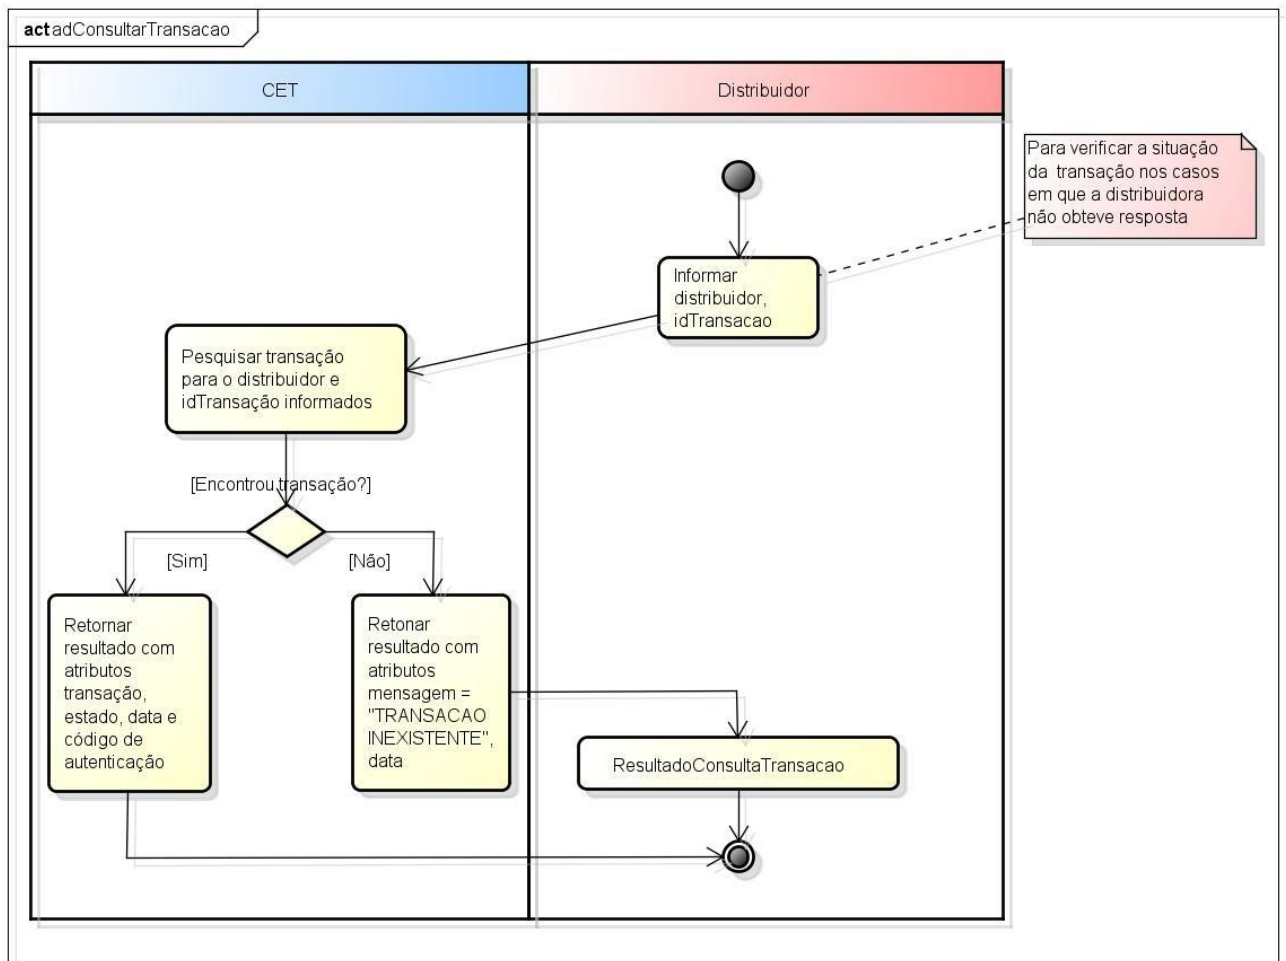 act adConsultarTransacao
CET
Distribuidor
Para verificar a situação
da transação nos casos
em que a distribuidora
não obteve resposta
Informar
distribuidor,
idTransacao
Pesquisar transação
para o distribuidor e
idTransação informados
[Encontrou transação?]
[Sim]
[Não]
Retornar
resultado com
atributos
transação,
estado, data e
código de
autenticação
Retonar
resultado com
atributos
mensagem =
"TRANSACAO
INEXISTENTE",
data
ResultadoConsultaTransacao